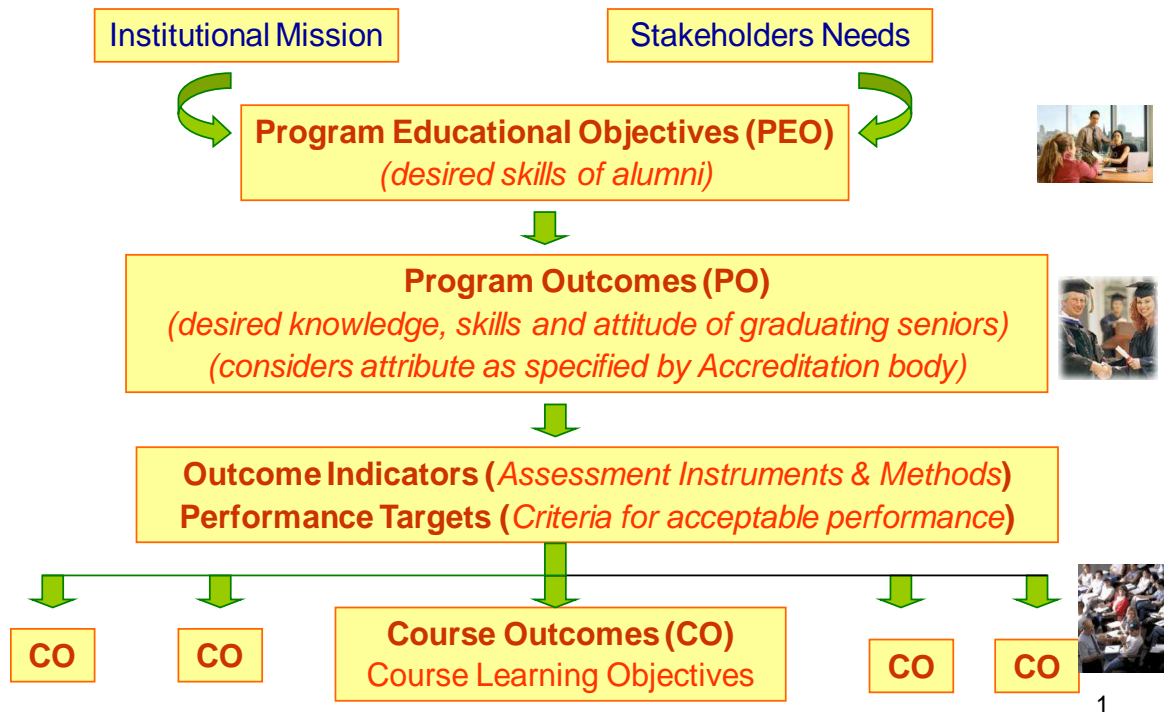 Institutional Mission
Stakeholders Needs
Program Educational Objectives (PEO)
(desired skills of alumni)
Program Outcomes (PO)
(desired knowledge, skills and attitude of graduating seniors)
(considers attribute as specified by Accreditation body)
Outcome Indicators (Assessment Instruments & Methods)
Performance Targets (Criteria for acceptable performance)
CO
CO
Course Outcomes (CO)
Course Learning Objectives
CO
CO
1